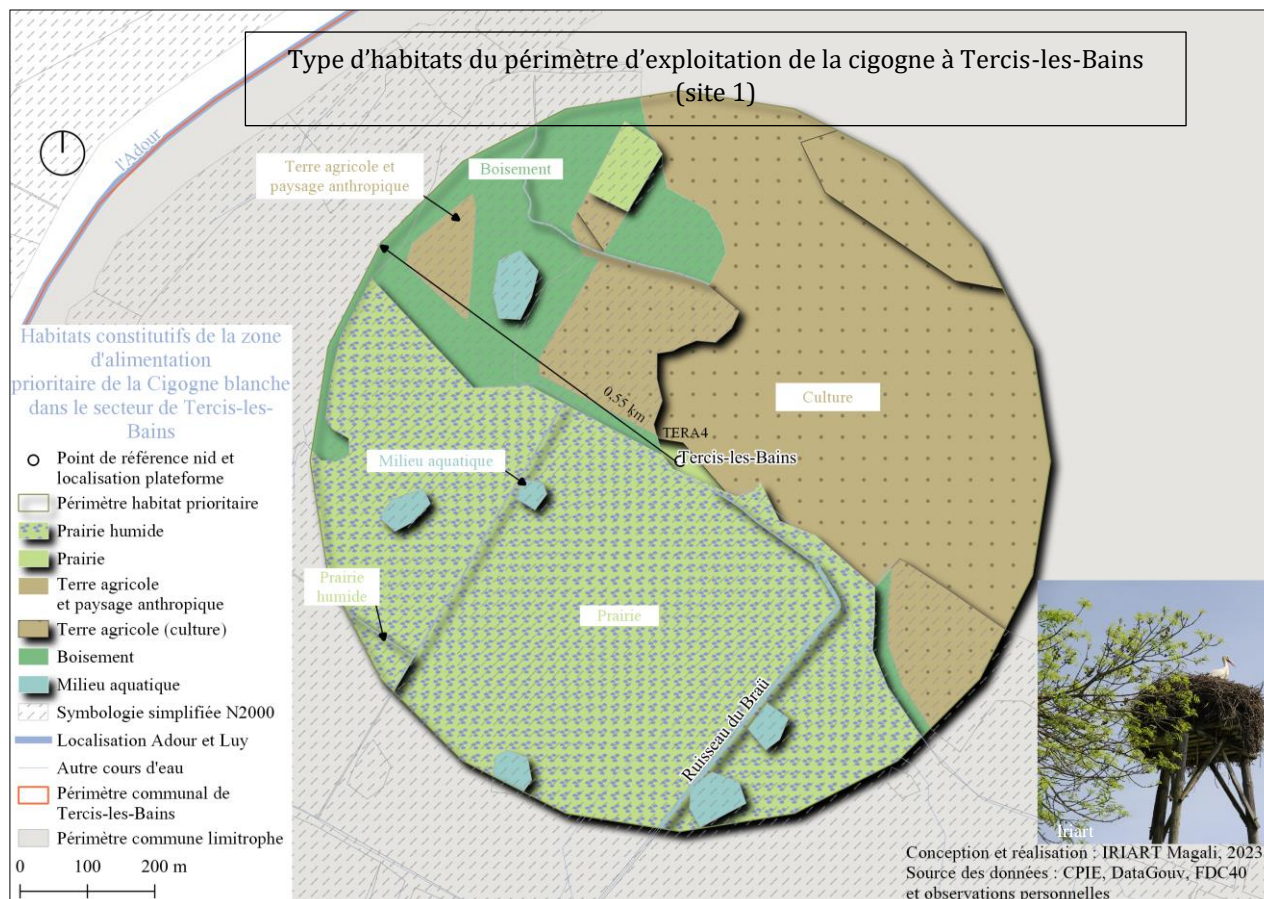 Type d'habitats du périmètre d'exploitation de la cigogne à Tercis-les-Bains
(site 1)
l'Adour
Terre agricole et
paysage anthropique
Boisement
Culture
0,55 km
TERA4
Tercis-les-Bains
Milieu aquatique
Prairie
humide
Prairie
Ruisseau du Braü
Habitats constitutifs de la zone
d'alimentation
prioritaire de la Cigogne blanche
dans le secteur de Tercis-les-
Bains
Point de référence nid et
localisation plateforme
Périmètre habitat prioritaire
Prairie humide
Prairie
Terre agricole
et paysage anthropique
Terre agricole (culture)
Boisement
Milieu aquatique
Symbologie simplifiée N2000
Localisation Adour et Luy
Autre cours d'eau
Périmètre communal de
Tercis-les-Bains
Périmètre commune limitrophe
0 100 200 m
Iriart
Conception et réalisation : IRIART Magali, 2023
Source des données : CPIE, DataGouv, FDC40
et observations personnelles